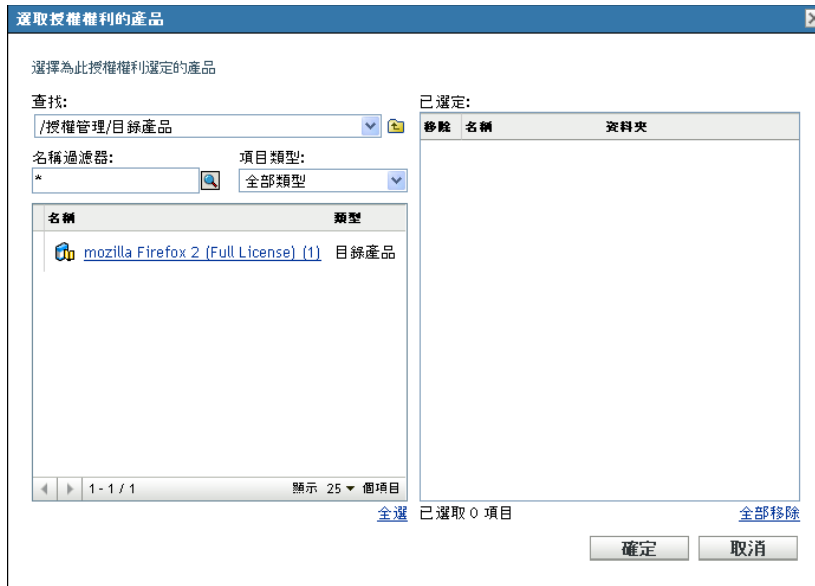 選取授權權利的產品
選擇為此授權權利選定的產品
查找:
/授權管理/目錄產品
名稱過濾器:
項目類型:
*
全部類型
名稱 類型
mozilla Firefox 2 (Full License) (1) 目錄產品
1 - 1 / 1 顯示 25 個項目
全選
已選定:
移除 名稱 資料夾
已選取 0 項目 全部移除
確定 取消